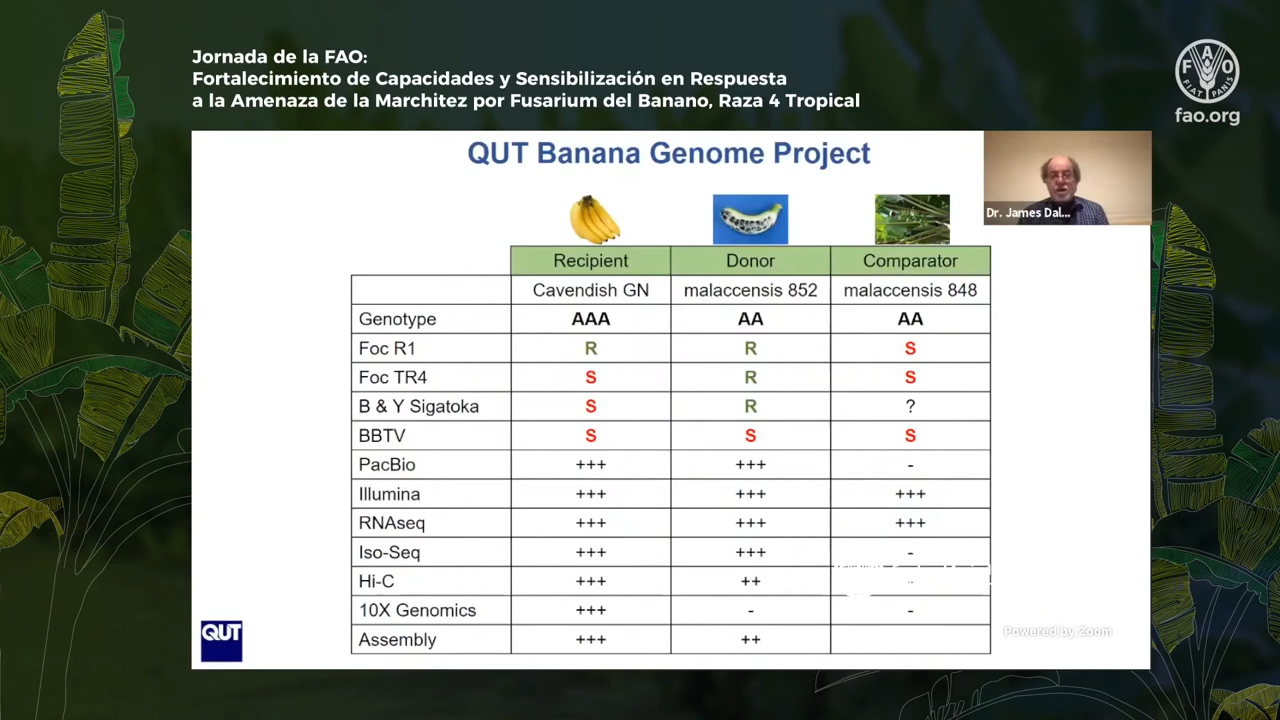 Jornada de la FAO:
Fortalecimiento de Capacidades y Sensibilización en Respuesta
a la Amenaza de la Marchitez por Fusarium del Banano, Raza 4 Tropical
FAO
FIAT PANIS
fao.org
QUT Banana Genome Project
Dr. James Dal...
Recipient Donor Comparator
Cavendish GN malaccensis 852 malaccensis 848
Genotype AAA AA AA
Foc R1 R R S
Foc TR4 S R S
B & Y Sigatoka S R ?
BBTV S S S
PacBio +++ +++ -
Illumina +++ +++ +++
RNAseq +++ +++ +++
Iso-Seq +++ +++ -
Hi-C +++ ++ -
10X Genomics +++ - -
Assembly +++ ++
QUT
Powered by Zoom